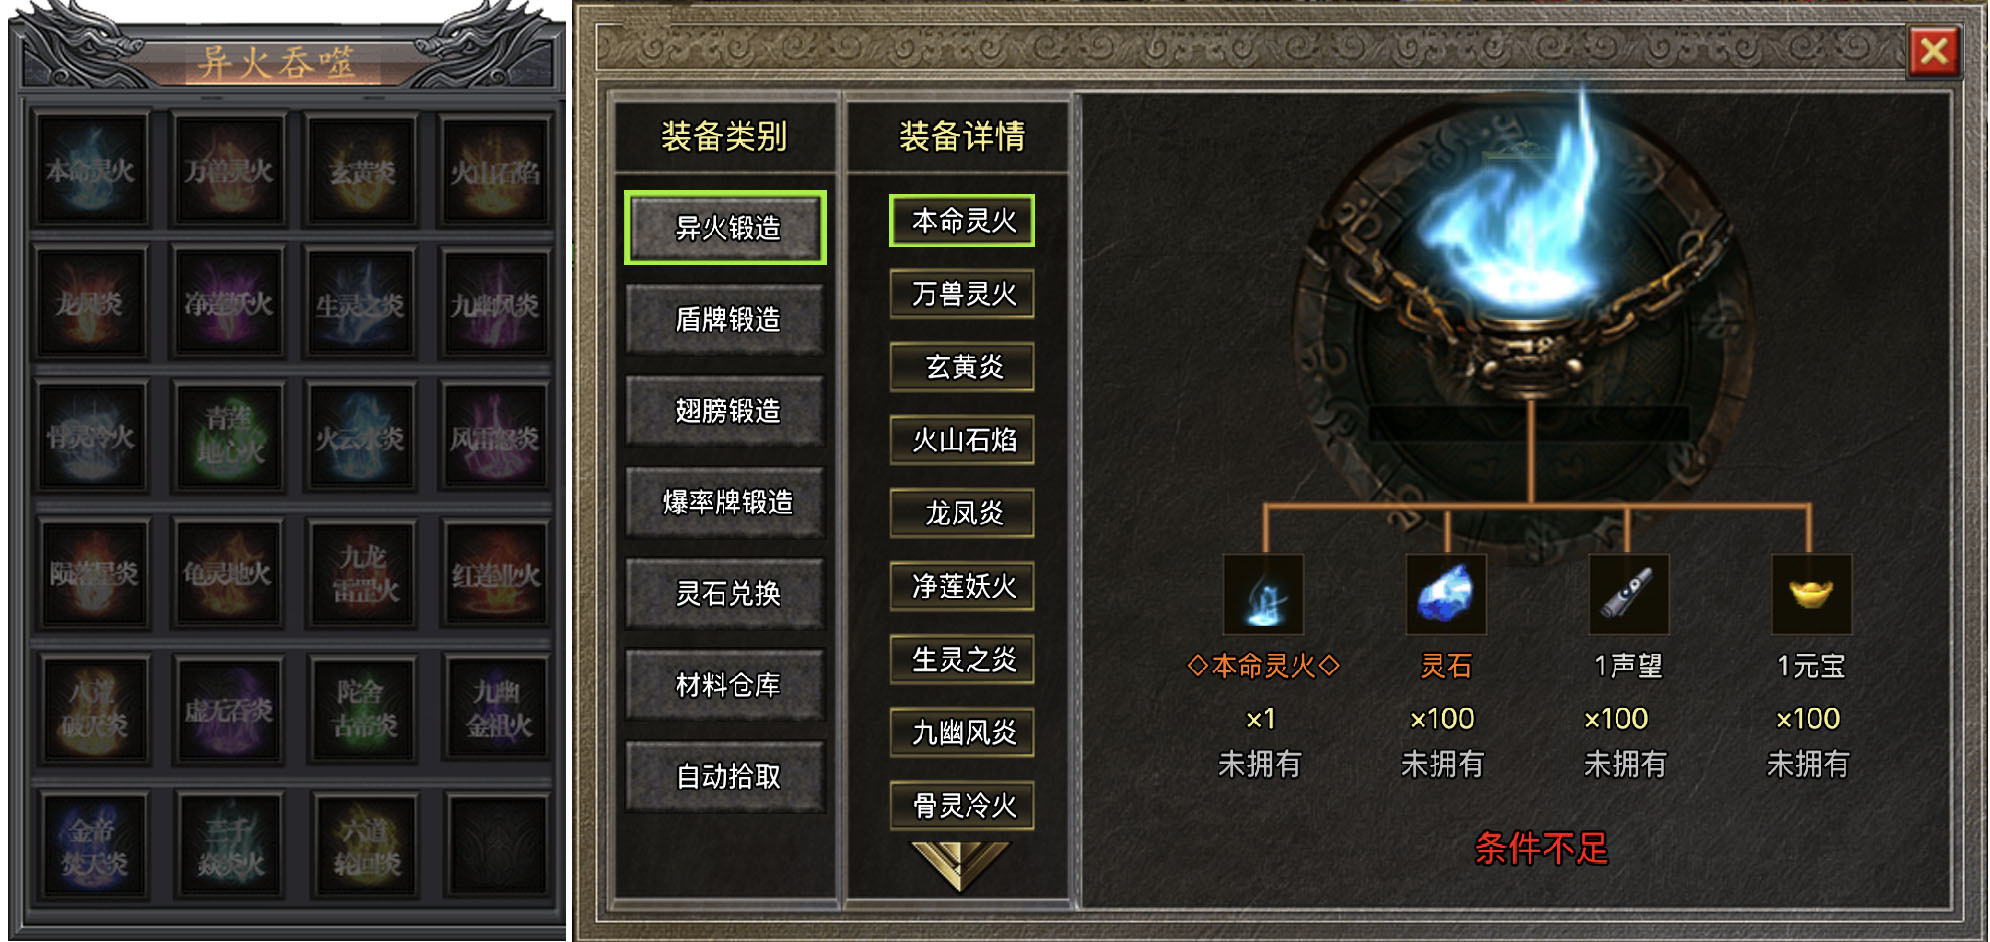 异火吞噬
本命灵火
万兽灵火
玄黄炎
火山石焰
龙凤炎
净莲妖火
生灵之炎
九幽风炎
骨灵冷火
青莲
地心火
火云水炎
风雷怒炎
陨落星炎
龟灵地火
九龙
雷罡火
红莲业火
八荒
破灭炎
虚无吞炎
陀舍
古帝炎
九幽
金祖火
金帝
焚天炎
三千
焱炎火
六道
轮回炎
装备类别
异火锻造
盾牌锻造
翅膀锻造
爆率牌锻造
灵石兑换
材料仓库
自动拾取
装备详情
本命灵火
万兽灵火
玄黄炎
火山石焰
龙凤炎
净莲妖火
生灵之炎
九幽风炎
骨灵冷火
◇本命灵火◇
×1
未拥有
灵石
×100
未拥有
1声望
×100
未拥有
1元宝
×100
未拥有
条件不足